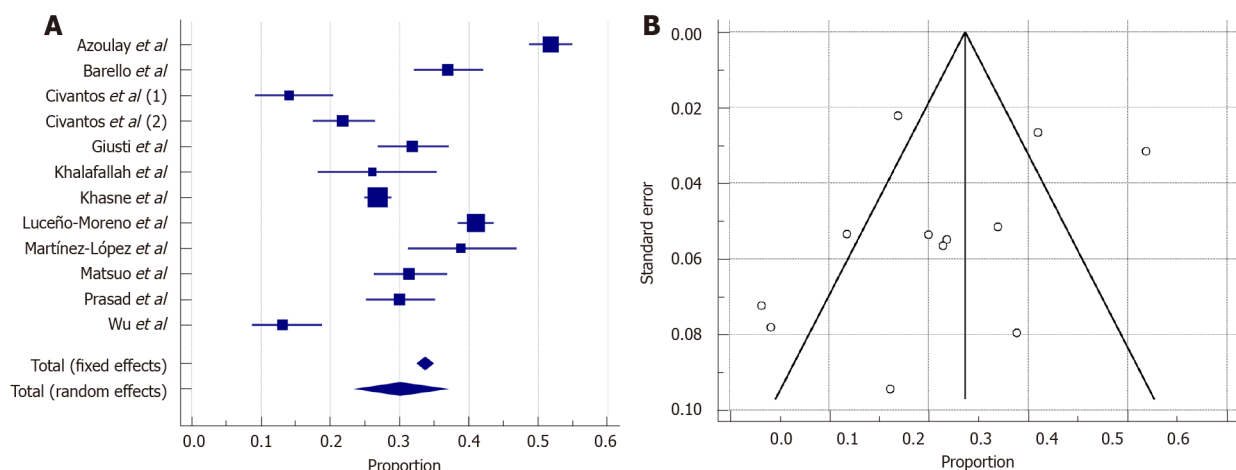 A
Azoulay et al
Barello et al
Civantos et al (1)
Civantos et al (2)
Giusti et al
Khalafallah et al
Khasne et al
Luceño-Moreno et al
Martínez-López et al
Matsuo et al
Prasad et al
Wu et al
Total (fixed effects)
Total (random effects)
0.0 0.1 0.2 0.3 0.4 0.5 0.6
Proportion
B
Standard error
0.00
0.02
0.04
0.06
0.08
0.10
0.0 0.1 0.2 0.3 0.4 0.5 0.6
Proportion